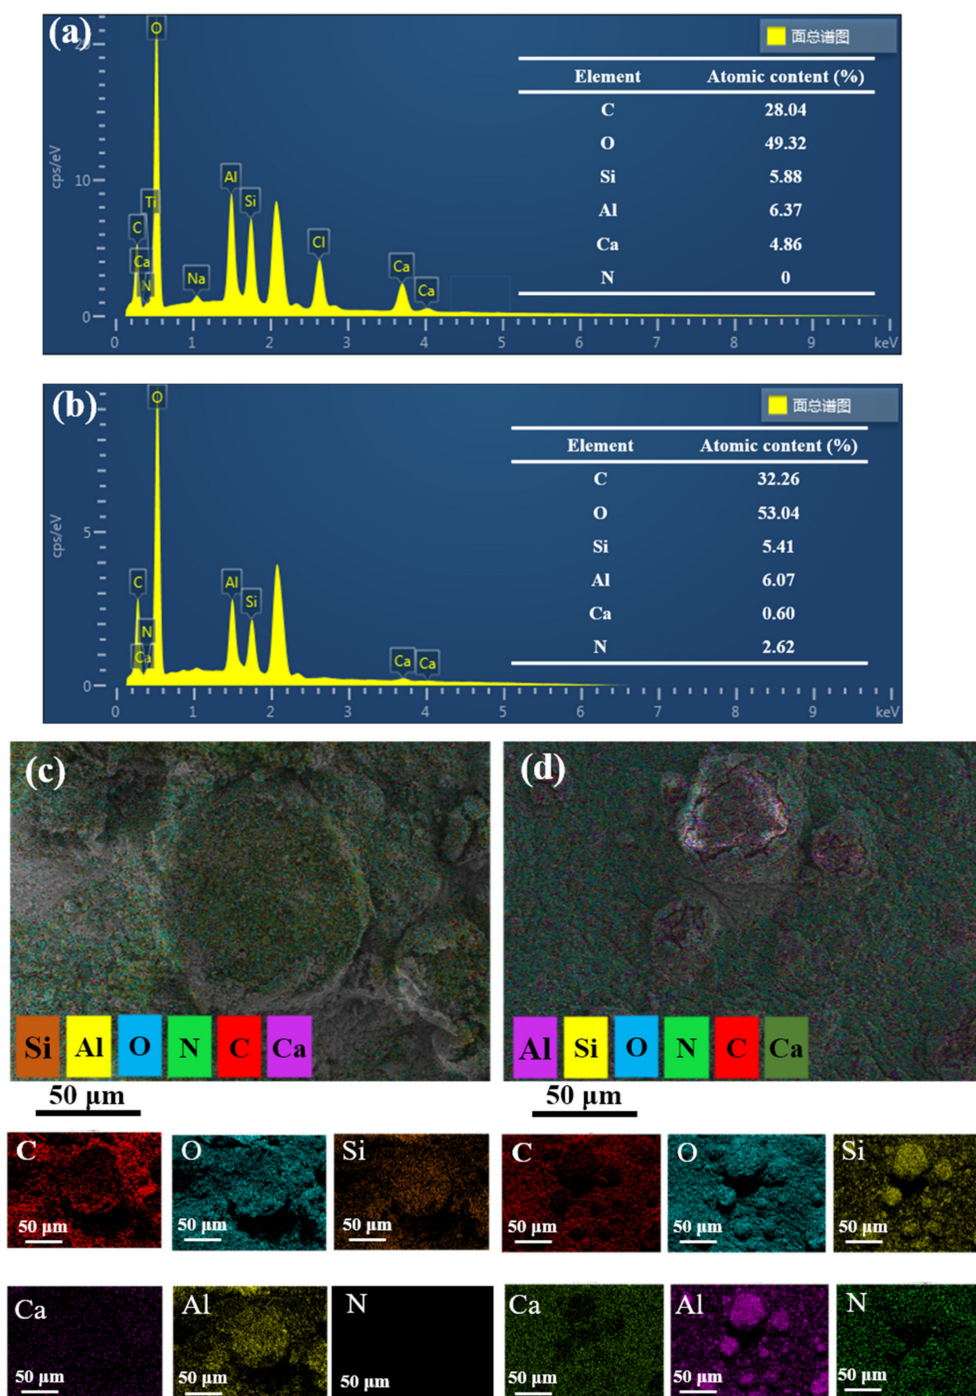 (a)
面总谱图
20
10
0
cps/eV
O
Ti
C
Ca
N
Na
Al
Si
Cl
Ca
Ca
Element Atomic content (%)
C 28.04
O 49.32
Si 5.88
Al 6.37
Ca 4.86
N 0
0 1 2 3 4 5 6 7 8 9 keV
(b)
面总谱图
5
0
cps/eV
O
C
N
Ca
Al
Si
Ca
Ca
Element Atomic content (%)
C 32.26
O 53.04
Si 5.41
Al 6.07
Ca 0.60
N 2.62
0 1 2 3 4 5 6 7 8 9 keV
(c)
Si Al O N C Ca
50 μm
(d)
Al Si O N C Ca
50 μm
C O Si C O Si
50 μm 50 μm 50 μm 50 μm 50 μm 50 μm
Ca Al N Ca Al N
50 μm 50 μm 50 μm 50 μm 50 μm 50 μm